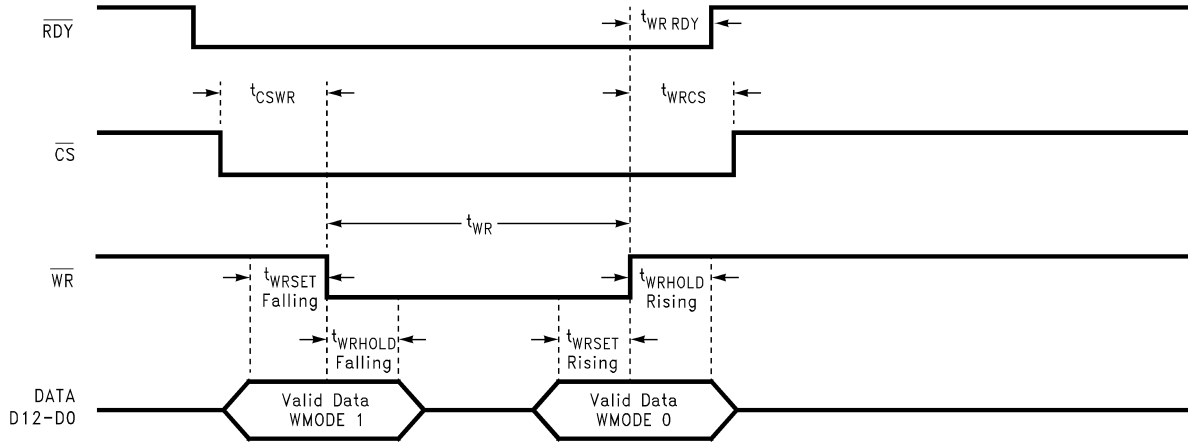 RDY
t_WR RDY
t_CSWR
t_WRCS
CS
t_WR
WR
t_WRSET
Falling
t_WRHOLD
Rising
t_WRHOLD
Falling
t_WRSET
Rising
DATA
D12-D0
Valid Data
WMODE 1
Valid Data
WMODE 0